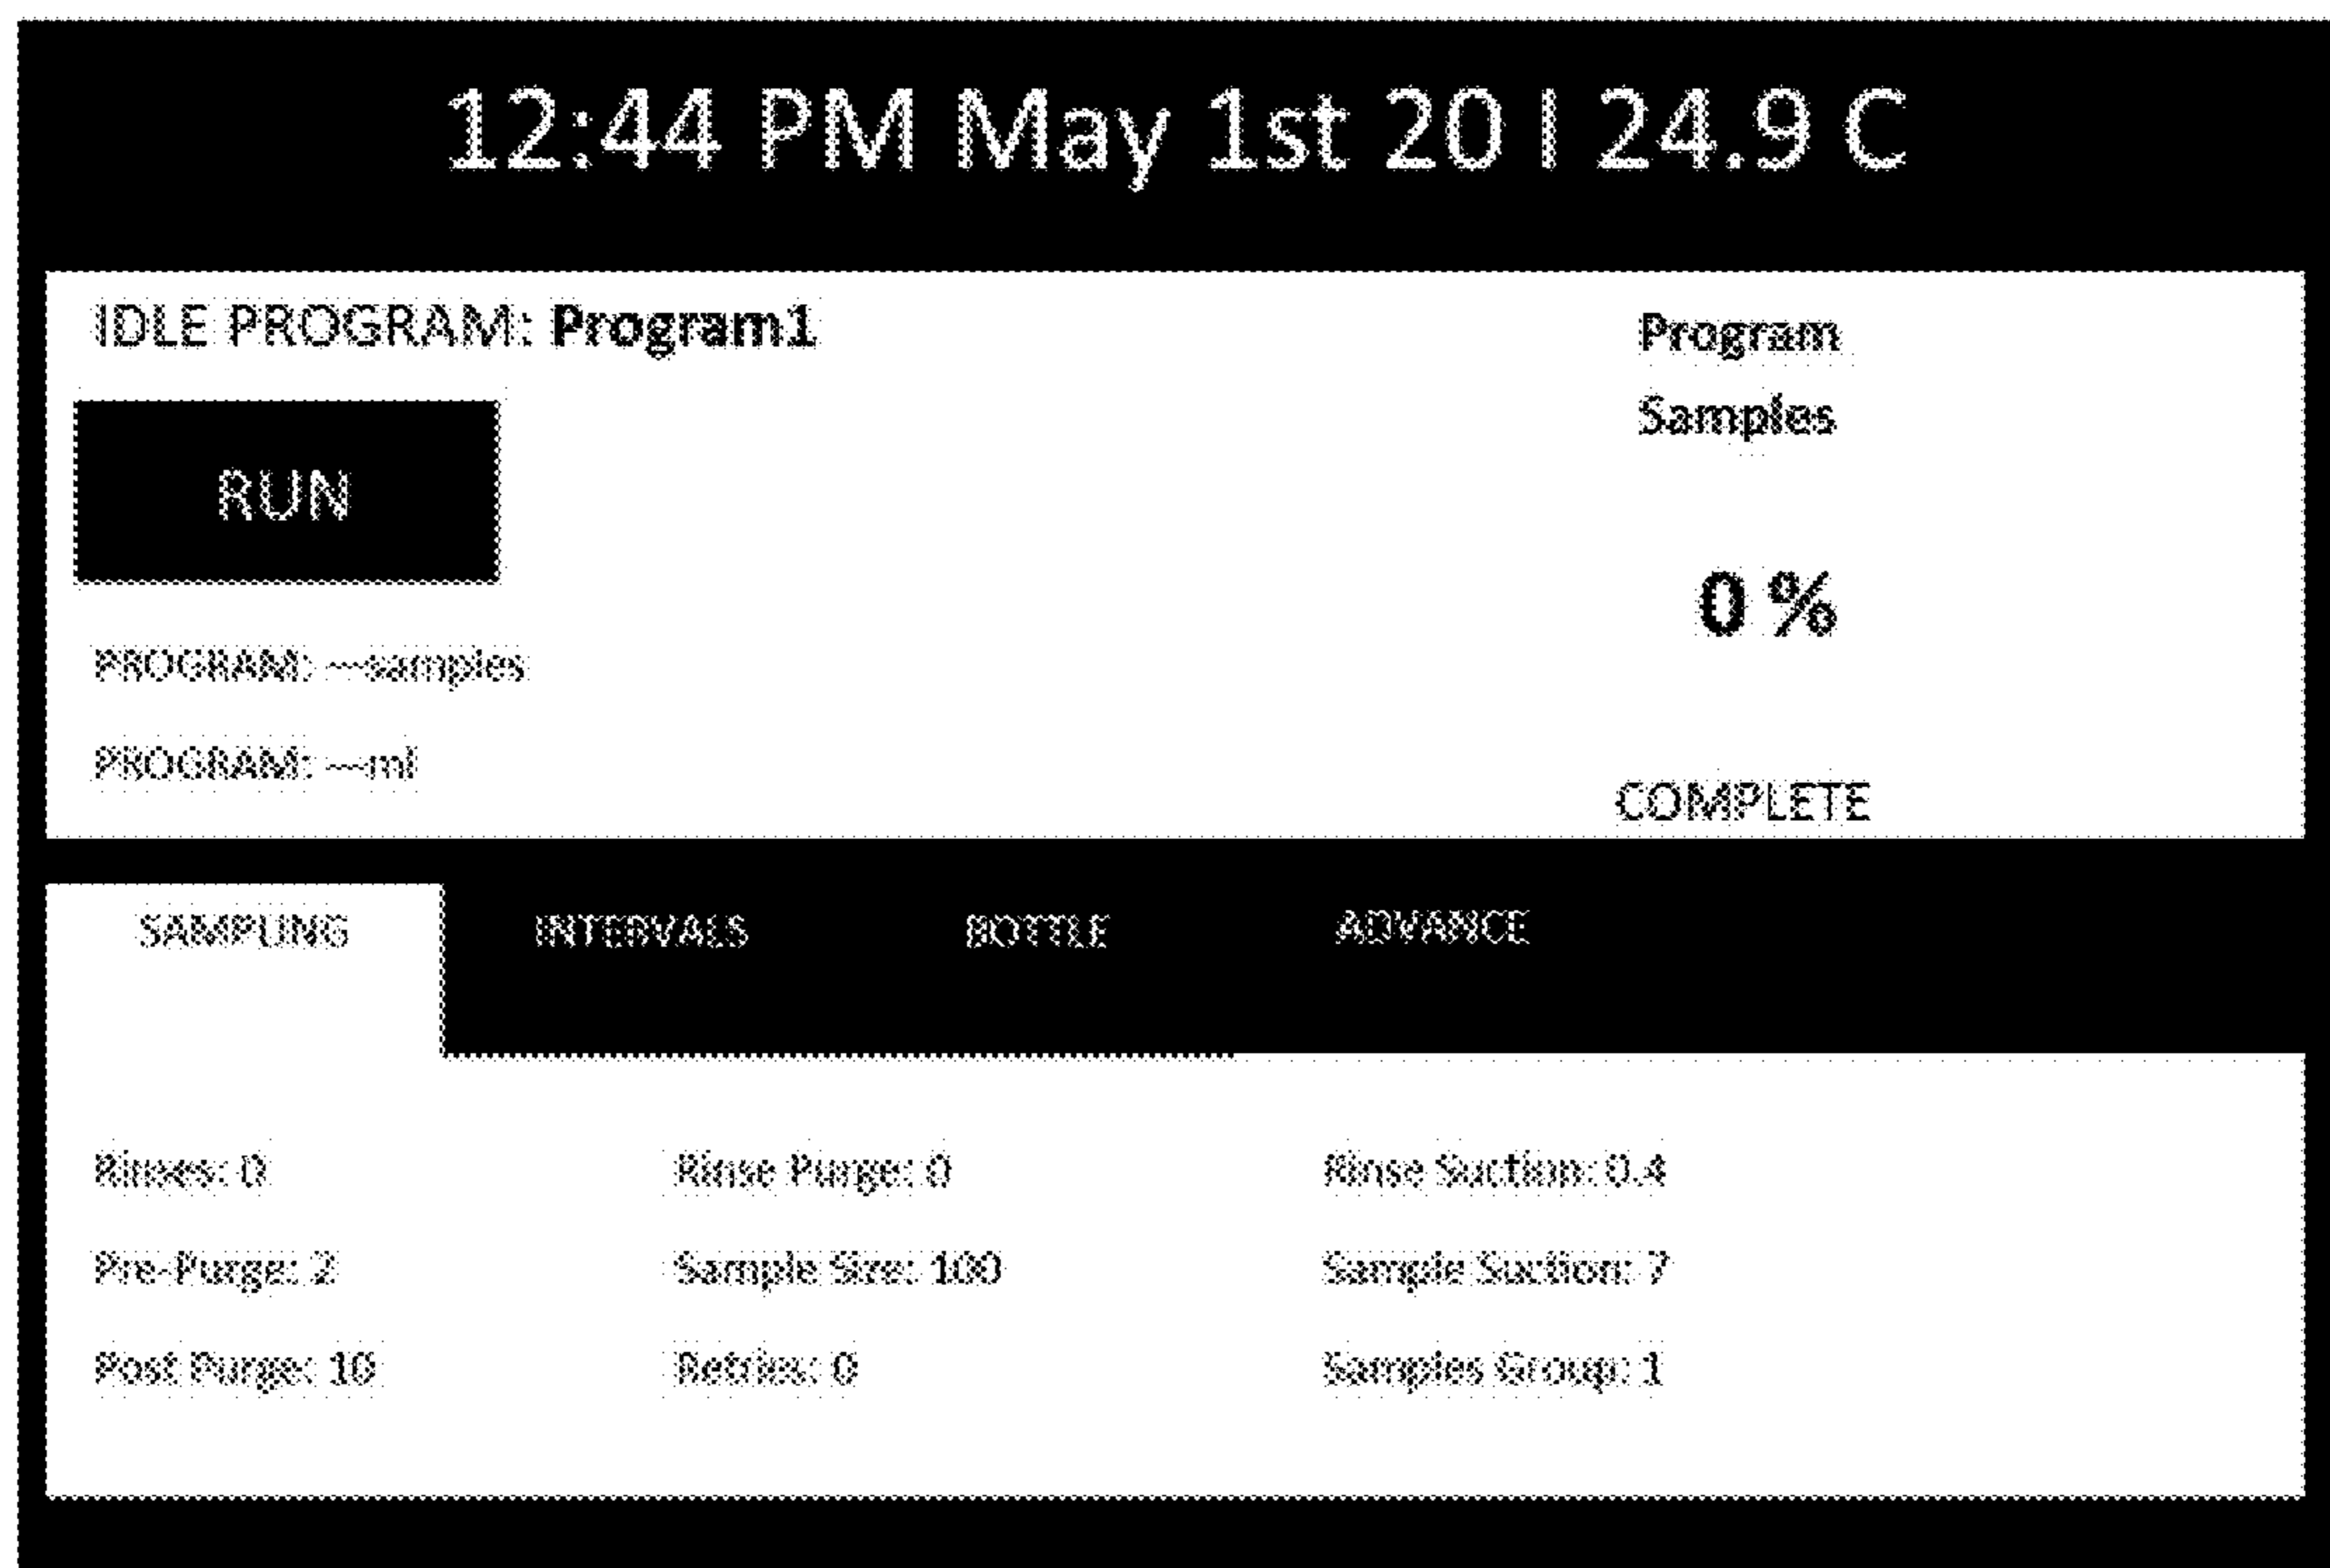 12:44 PM May 1st 20 I 24.9 C
IDLE PROGRAM: Program1
Program
Samples
RUN
0 %
PROGRAM: ---samples
PROGRAM: ---ml
COMPLETE
SAMPLING INTERVALS BOTTLE ADVANCE
Rinses: 0 Rinse Purge: 0 Rinse Suction: 0.4
Pre-Purge: 2 Sample Size: 100 Sample Suction: 7
Post Purge: 10 Retries: 0 Samples Group: 1